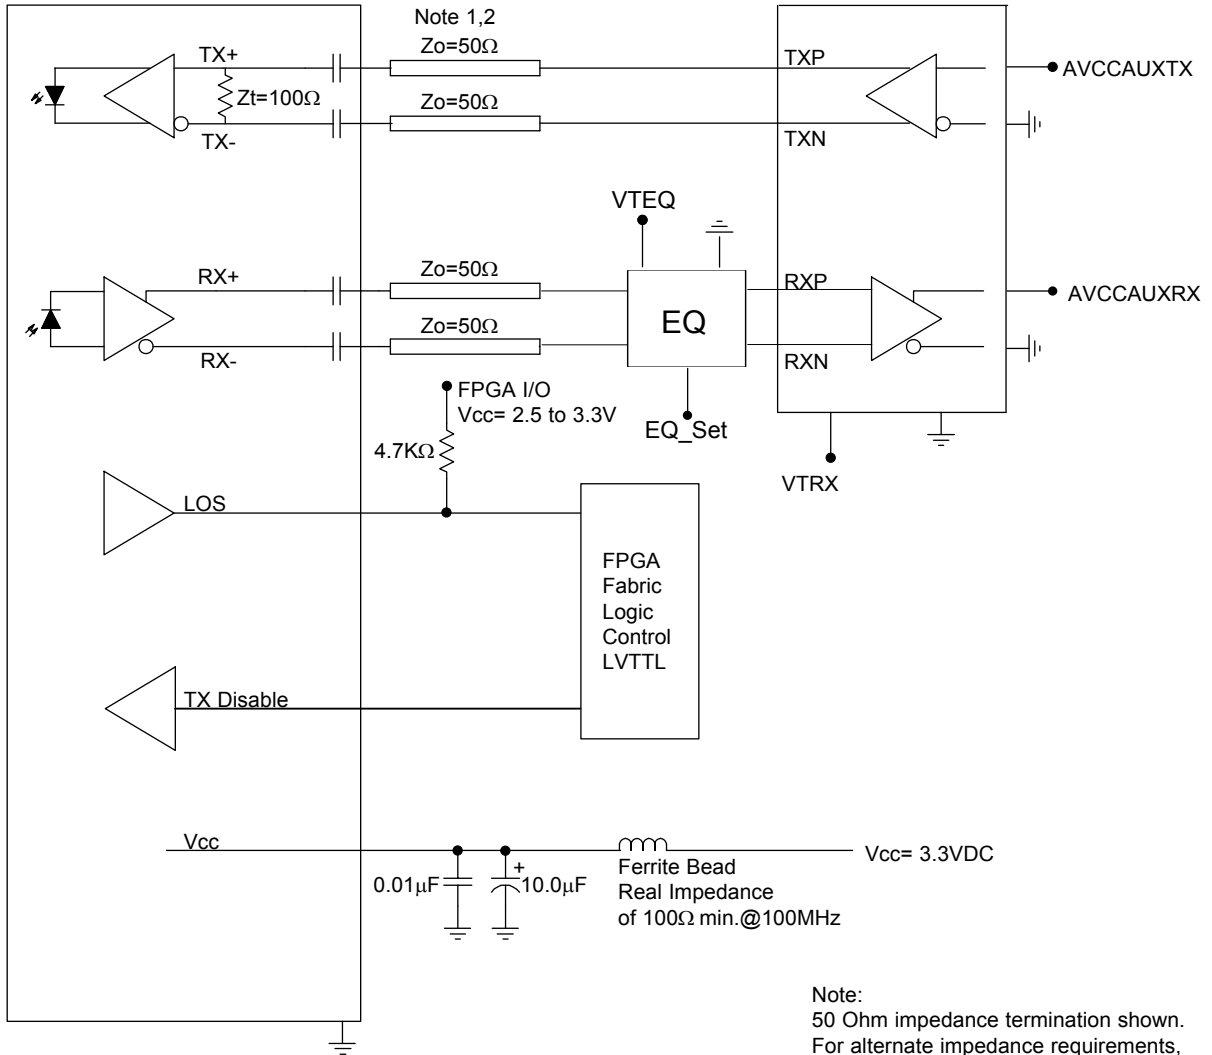 Note 1,2
TX+
Zo=50Ω
TXP
AVCCAUXTX
Zt=100Ω
Zo=50Ω
TX-
TXN
VTEQ
RX+
Zo=50Ω
RXP
AVCCAUXRX
EQ
Zo=50Ω
RX-
RXN
FPGA I/O
Vcc= 2.5 to 3.3V
EQ_Set
4.7KΩ
VTRX
LOS
FPGA
Fabric
Logic
Control
LVTTL
TX Disable
Vcc
Vcc= 3.3VDC
0.01μF
+
10.0μF
Ferrite Bead
Real Impedance
of 100Ω min.@100MHz
Note:
50 Ohm impedance termination shown.
For alternate impedance requirements,